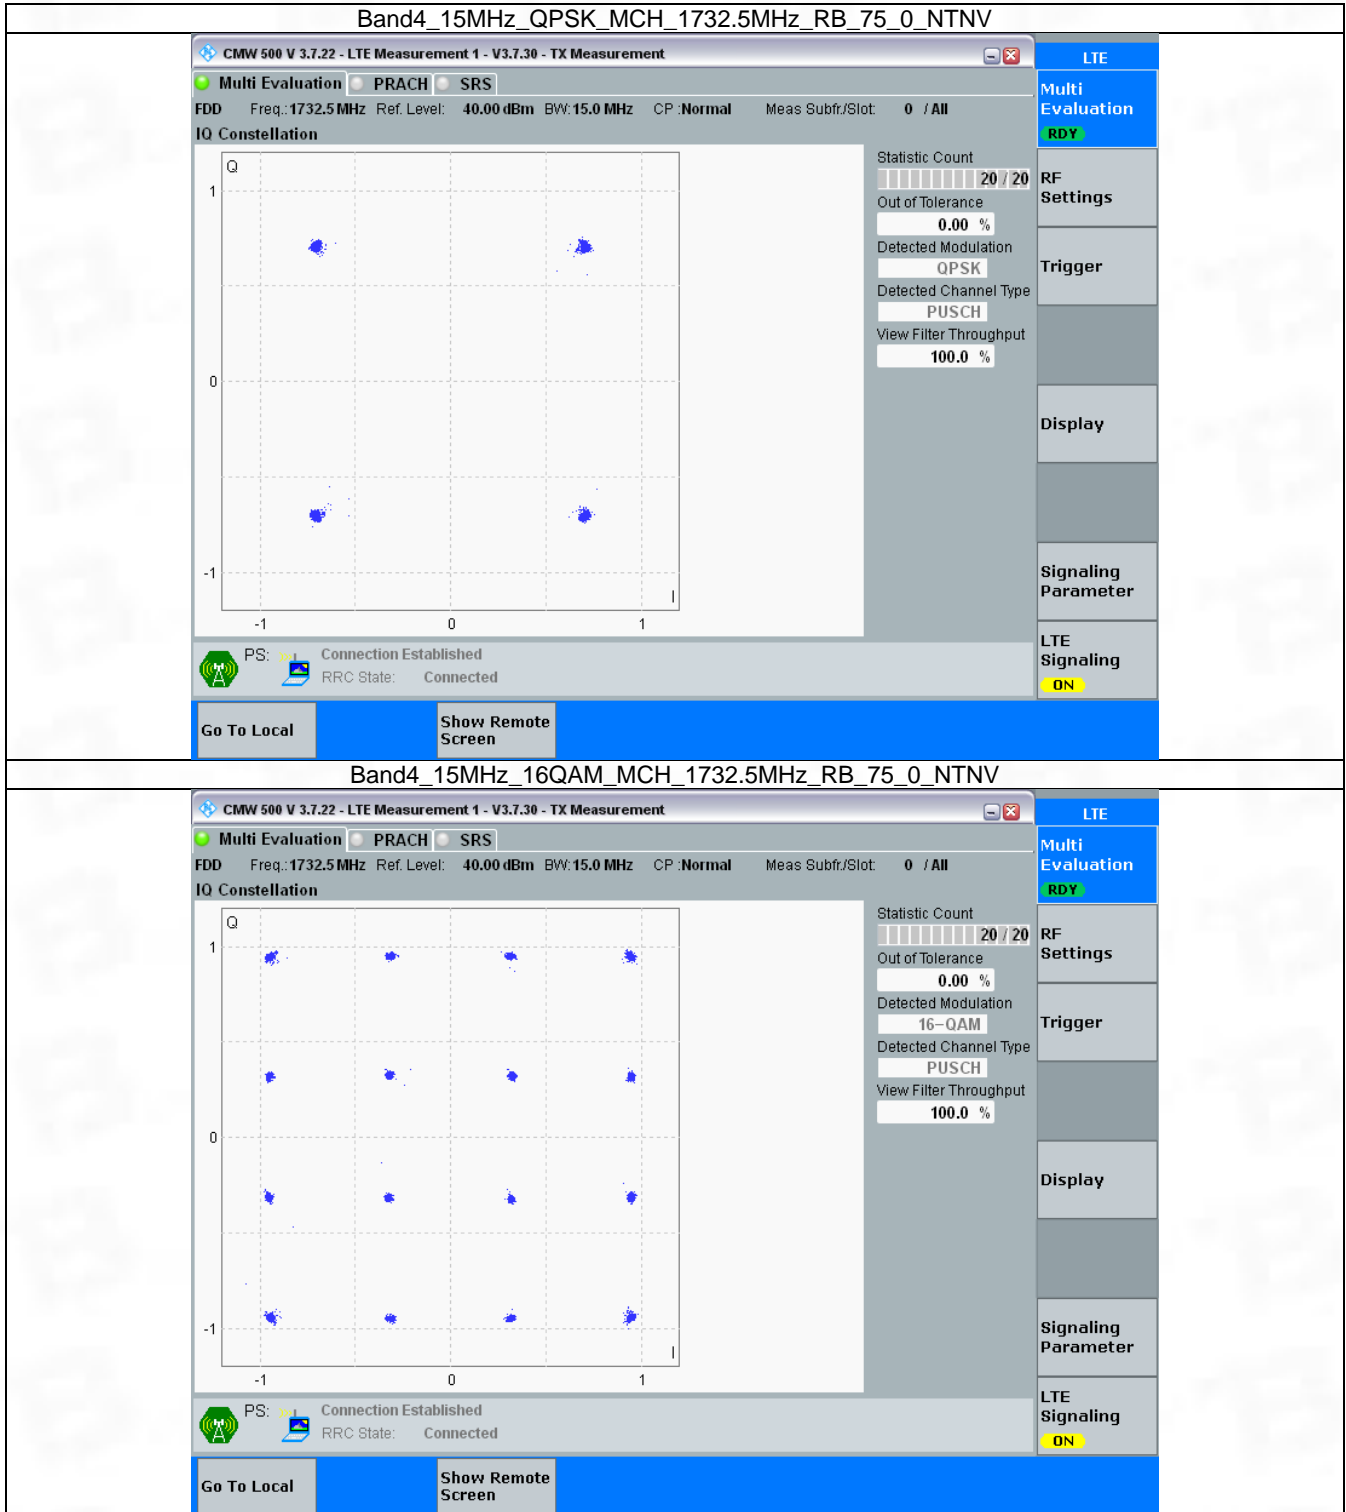 Band4_15MHz_QPSK_MCH_1732.5MHz_RB_75_0_NTNV
CMW 500 V 3.7.22 - LTE Measurement 1 - V3.7.30 - TX Measurement
LTE
Multi Evaluation PRACH SRS
Multi
Evaluation
RDY
FDD Freq.:1732.5 MHz Ref. Level: 40.00 dBm BW:15.0 MHz CP :Normal Meas Subfr./Slot: 0 / All
IQ Constellation
Q
1
0
-1
I
-1 0 1
Statistic Count
20 / 20
Out of Tolerance
0.00 %
Detected Modulation
QPSK
Detected Channel Type
PUSCH
View Filter Throughput
100.0 %
RF
Settings
Trigger
Display
Signaling
Parameter
LTE
Signaling
ON
PS: Connection Established
RRC State: Connected
Go To Local
Show Remote
Screen
Band4_15MHz_16QAM_MCH_1732.5MHz_RB_75_0_NTNV
CMW 500 V 3.7.22 - LTE Measurement 1 - V3.7.30 - TX Measurement
LTE
Multi Evaluation PRACH SRS
Multi
Evaluation
RDY
FDD Freq.:1732.5 MHz Ref. Level: 40.00 dBm BW:15.0 MHz CP :Normal Meas Subfr./Slot: 0 / All
IQ Constellation
Q
1
0
-1
I
-1 0 1
Statistic Count
20 / 20
Out of Tolerance
0.00 %
Detected Modulation
16-QAM
Detected Channel Type
PUSCH
View Filter Throughput
100.0 %
RF
Settings
Trigger
Display
Signaling
Parameter
LTE
Signaling
ON
PS: Connection Established
RRC State: Connected
Go To Local
Show Remote
Screen